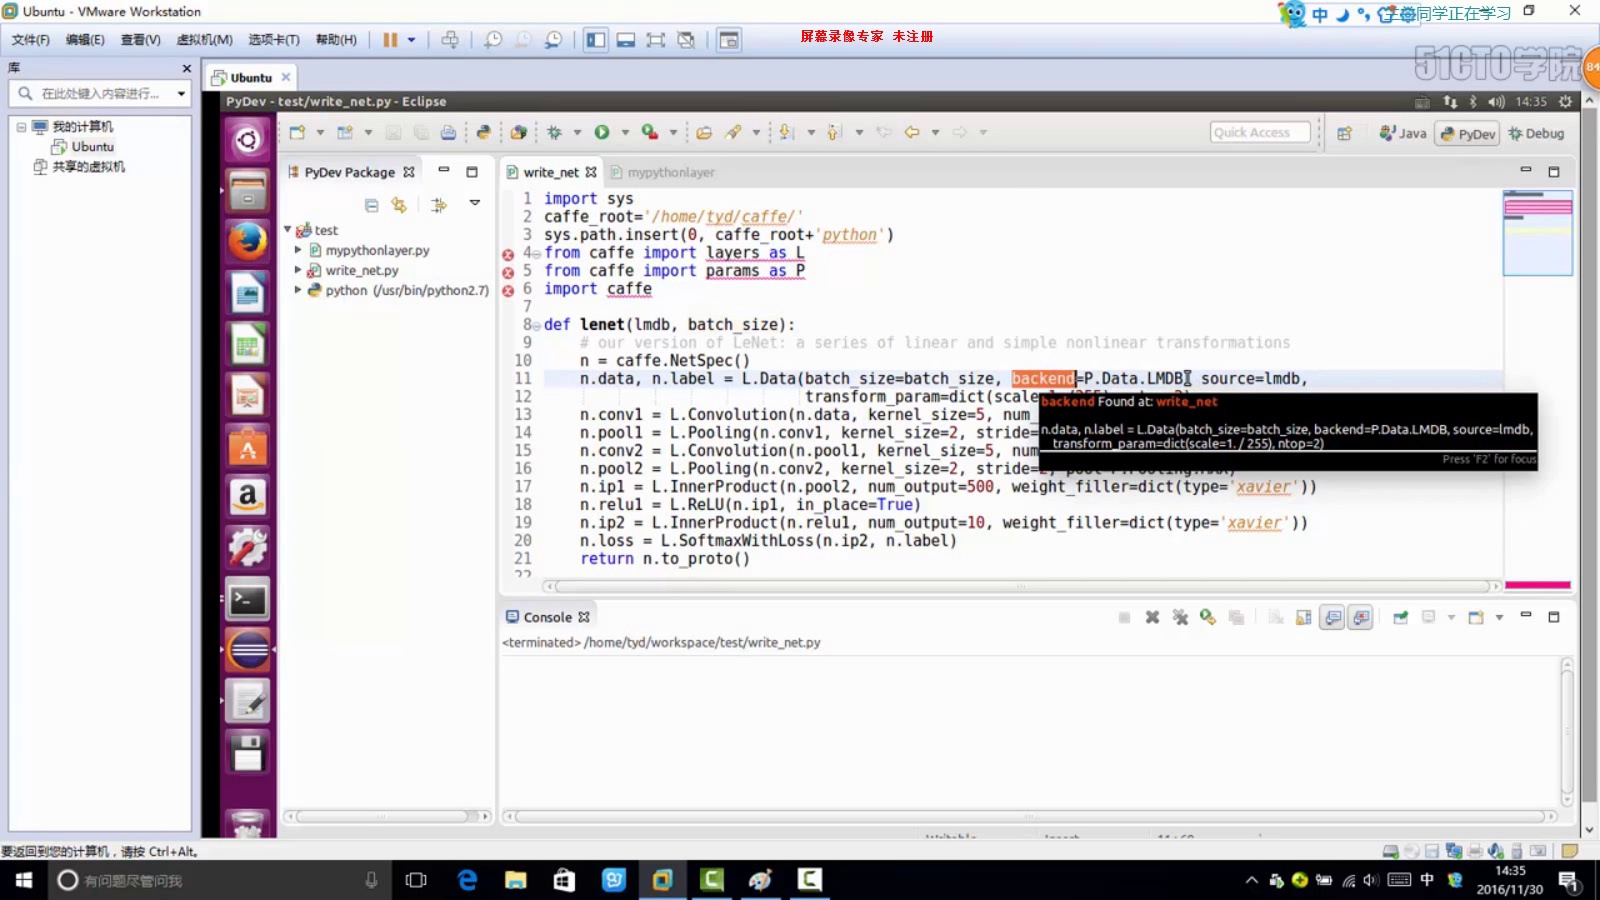 Ubuntu - VMware Workstation
同学正在学习
文件(F) 编辑(E) 查看(V) 虚拟机(M) 选项卡(T) 帮助(H)
屏幕录像专家 未注册
51CTO学院
84
库
Ubuntu
在此处键入内容进行...
我的计算机
Ubuntu
共享的虚拟机
PyDev - test/write_net.py - Eclipse
14:35
Quick Access
Java PyDev Debug
PyDev Package
write_net mypythonlayer
test
mypythonlayer.py
write_net.py
python (/usr/bin/python2.7)
1 import sys
2 caffe_root='/home/tyd/caffe/'
3 sys.path.insert(0, caffe_root+'python')
4 from caffe import layers as L
5 from caffe import params as P
6 import caffe
7
8 def lenet(lmdb, batch_size):
9 # our version of LeNet: a series of linear and simple nonlinear transformations
10 n = caffe.NetSpec()
11 n.data, n.label = L.Data(batch_size=batch_size, backend=P.Data.LMDB, source=lmdb,
12 transform_param=dict(scale
13 n.conv1 = L.Convolution(n.data, kernel_size=5, num_
14 n.pool1 = L.Pooling(n.conv1, kernel_size=2, stride=
15 n.conv2 = L.Convolution(n.pool1, kernel_size=5, num
16 n.pool2 = L.Pooling(n.conv2, kernel_size=2, stride=2, pool=P.Pooling.MAX)
17 n.ip1 = L.InnerProduct(n.pool2, num_output=500, weight_filler=dict(type='xavier'))
18 n.relu1 = L.ReLU(n.ip1, in_place=True)
19 n.ip2 = L.InnerProduct(n.relu1, num_output=10, weight_filler=dict(type='xavier'))
20 n.loss = L.SoftmaxWithLoss(n.ip2, n.label)
21 return n.to_proto()
22
backend Found at: write_net
n.data, n.label = L.Data(batch_size=batch_size, backend=P.Data.LMDB, source=lmdb,
transform_param=dict(scale=1. / 255), ntop=2)
Press 'F2' for focus
Console
<terminated> /home/tyd/workspace/test/write_net.py
要返回到您的计算机，请按 Ctrl+Alt。
有问题尽管问我
中
14:35
2016/11/30
1